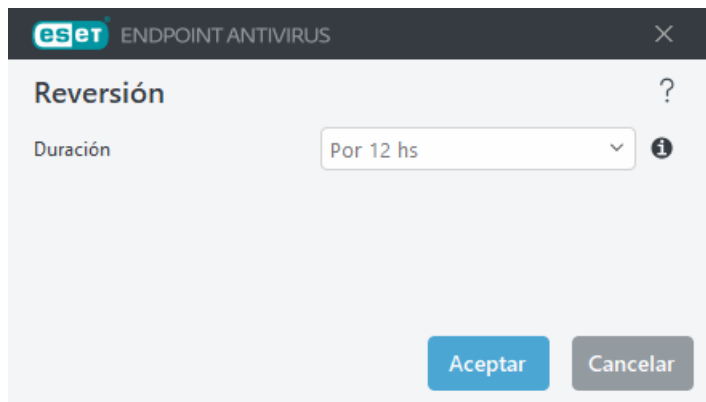 eset ENDPOINT ANTIVIRUS
Reversión
?
Duración
Por 12 hs
i
Aceptar
Cancelar